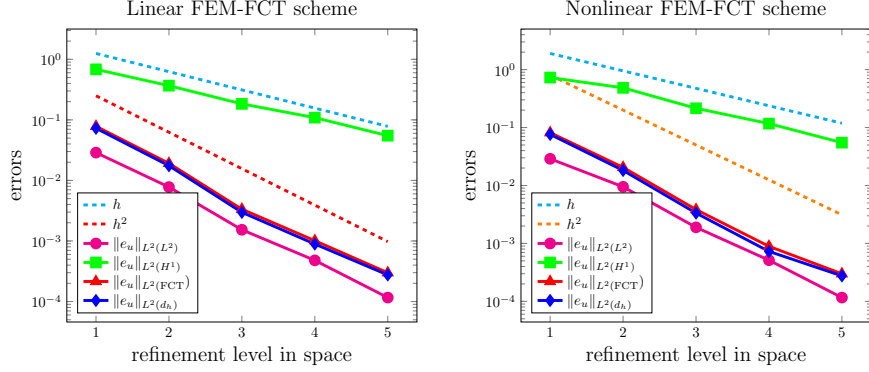 Linear FEM-FCT scheme
errors
10^0
10^{-1}
10^{-2}
10^{-3}
10^{-4}
h
h^2
‖e_u‖_{L^2(L^2)}
‖e_u‖_{L^2(H^1)}
‖e_u‖_{L^2(FCT)}
‖e_u‖_{L^2(d_h)}
1 2 3 4 5
refinement level in space
Nonlinear FEM-FCT scheme
errors
10^0
10^{-1}
10^{-2}
10^{-3}
10^{-4}
h
h^2
‖e_u‖_{L^2(L^2)}
‖e_u‖_{L^2(H^1)}
‖e_u‖_{L^2(FCT)}
‖e_u‖_{L^2(d_h)}
1 2 3 4 5
refinement level in space